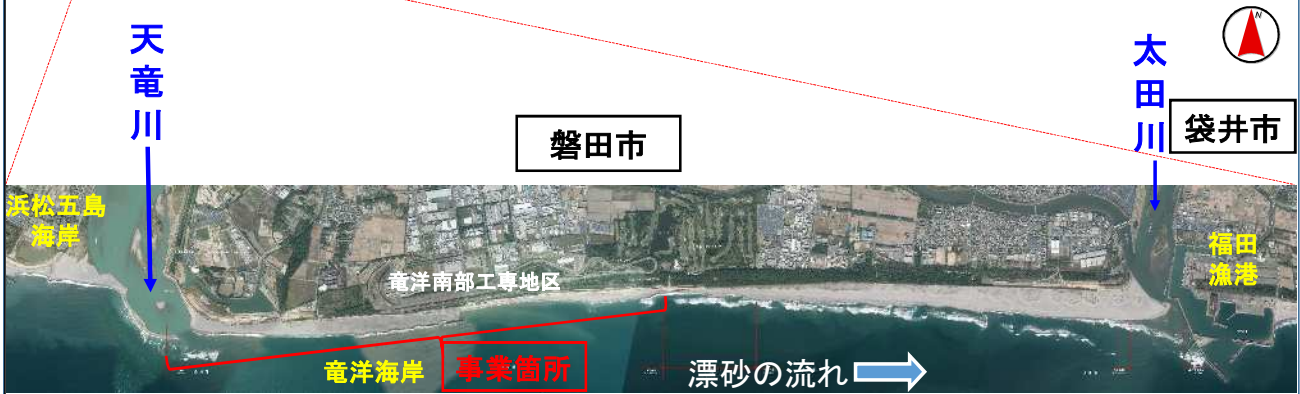 天竜川
太田川
N
磐田市
袋井市
浜松五島
海岸
福田
漁港
竜洋南部工専地区
竜洋海岸
事業箇所
漂砂の流れ